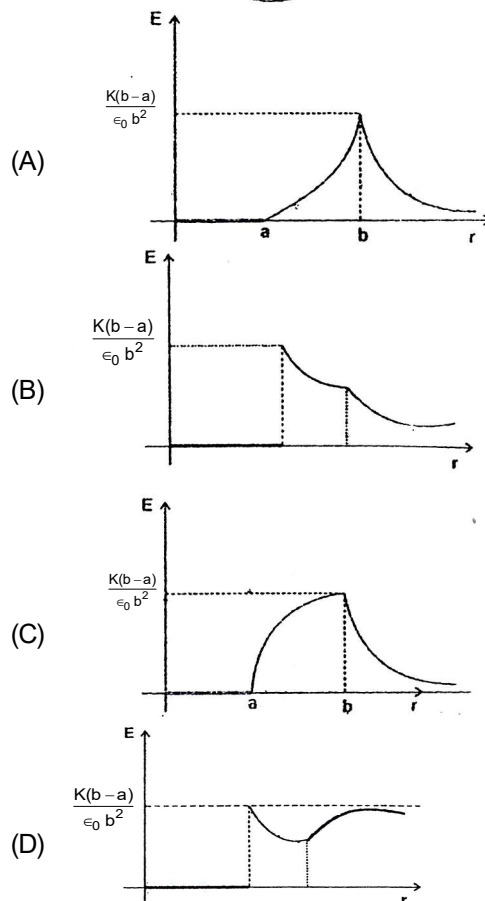 E
K(b – a)
∈0 b²
(A)
a
b
r
E
K(b – a)
∈0 b²
(B)
r
E
K(b – a)
∈0 b²
(C)
a
b
r
E
K(b – a)
∈0 b²
(D)
r